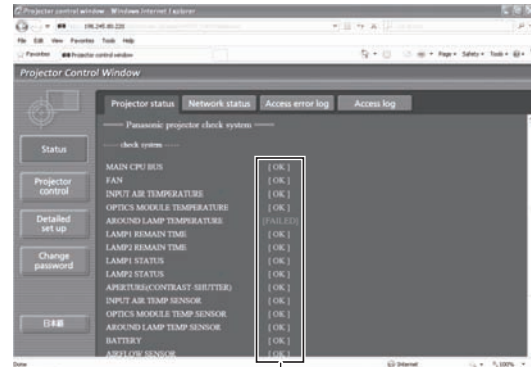 Projector control window - Windows Internet Explorer
File Edit View Favorites Tools Help
Favorites Projector control window
Page Safety Tools
Projector Control Window
Projector status Network status Access error log Access log
Panasonic projector check system
check system
Status
Projector control
Detailed set up
Change password
日本語
MAIN CPU BUS [ OK ]
FAN [ OK ]
INPUT AIR TEMPERATURE [ OK ]
OPTICS MODULE TEMPERATURE [ OK ]
AROUND LAMP TEMPERATURE [FAILED]
LAMP1 REMAIN TIME [ OK ]
LAMP2 REMAIN TIME [ OK ]
LAMP1 STATUS [ OK ]
LAMP2 STATUS [ OK ]
APERTURE(CONTRAST-SHUTTER) [ OK ]
INPUT AIR TEMP SENSOR [ OK ]
OPTICS MODULE TEMP SENSOR [ OK ]
AROUND LAMP TEMP SENSOR [ OK ]
BATTERY [ OK ]
AIRFLOW SENSOR [ OK ]
Done Internet 100%